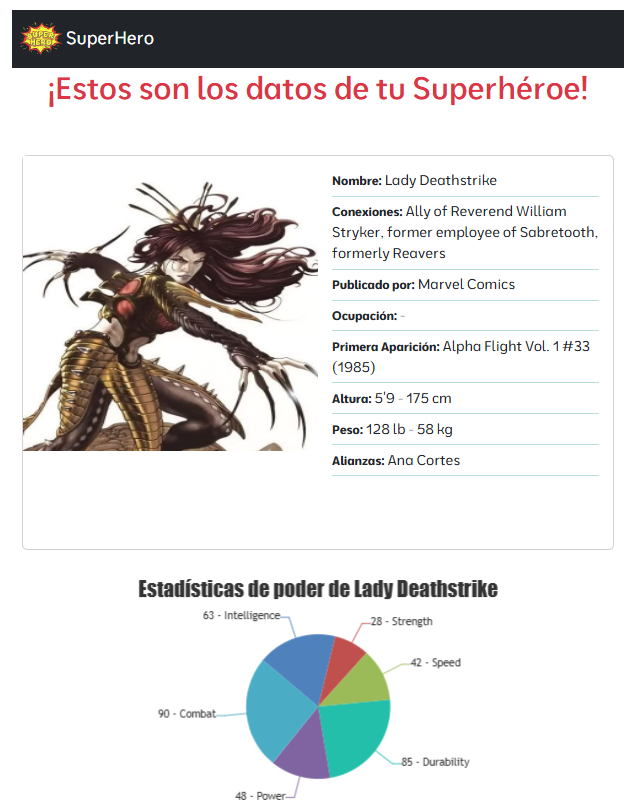 SUPER
HERO
SuperHero
¡Estos son los datos de tu Superhéroe!
Nombre: Lady Deathstrike
Conexiones: Ally of Reverend William
Stryker, former employee of Sabretooth,
formerly Reavers
Publicado por: Marvel Comics
Ocupación: -
Primera Aparición: Alpha Flight Vol. 1 #33
(1985)
Altura: 5'9 - 175 cm
Peso: 128 lb - 58 kg
Alianzas: Ana Cortes
Estadísticas de poder de Lady Deathstrike
63 - Intelligence
28 - Strength
42 - Speed
90 - Combat
85 - Durability
48 - Power